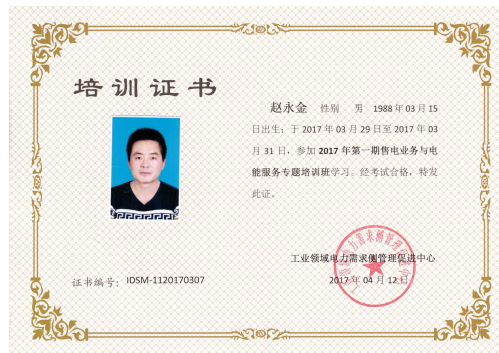 培训证书
赵永金 性别 男 1988年03月15
日出生：于2017年03月29日至2017年03
月31日，参加2017年第一期售电业务与电
能服务专题培训班学习。经考试合格，特发
此证。
工业领域电力需求侧管理促进中心
2017年04月12日
证书编号：IDSM-1120170307